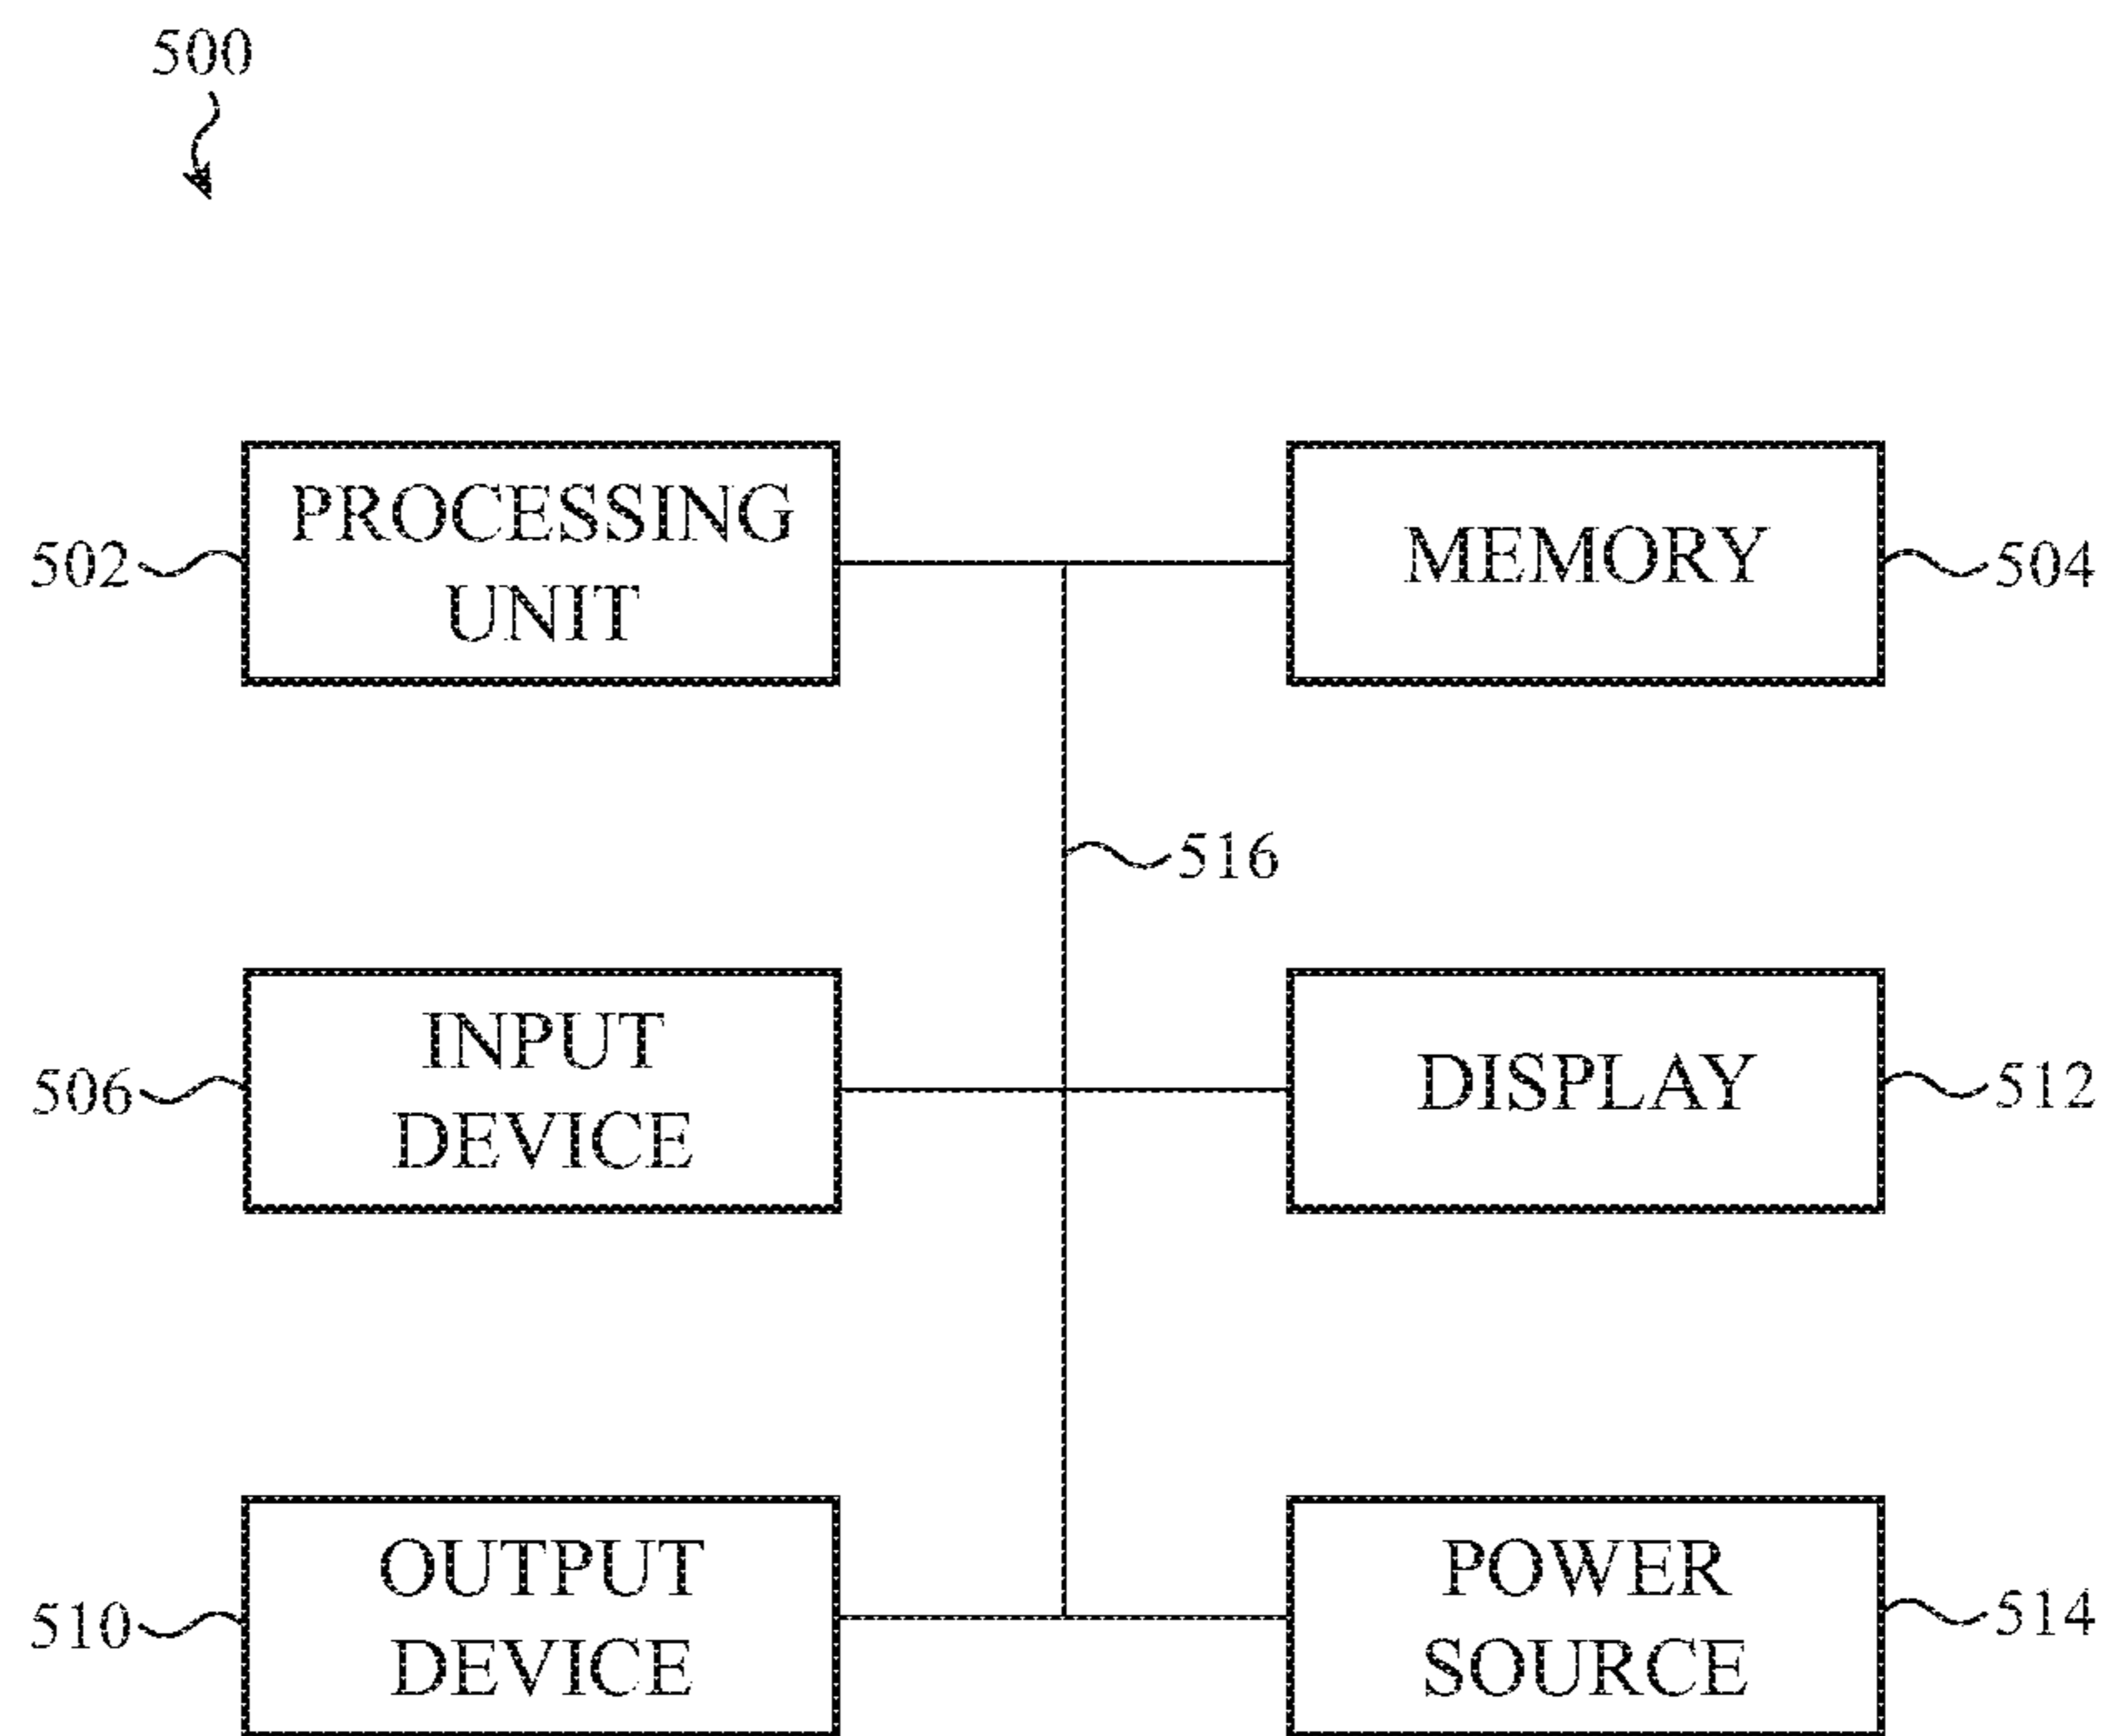 500
PROCESSING
UNIT
502
MEMORY
504
516
INPUT
DEVICE
506
DISPLAY
512
OUTPUT
DEVICE
510
POWER
SOURCE
514